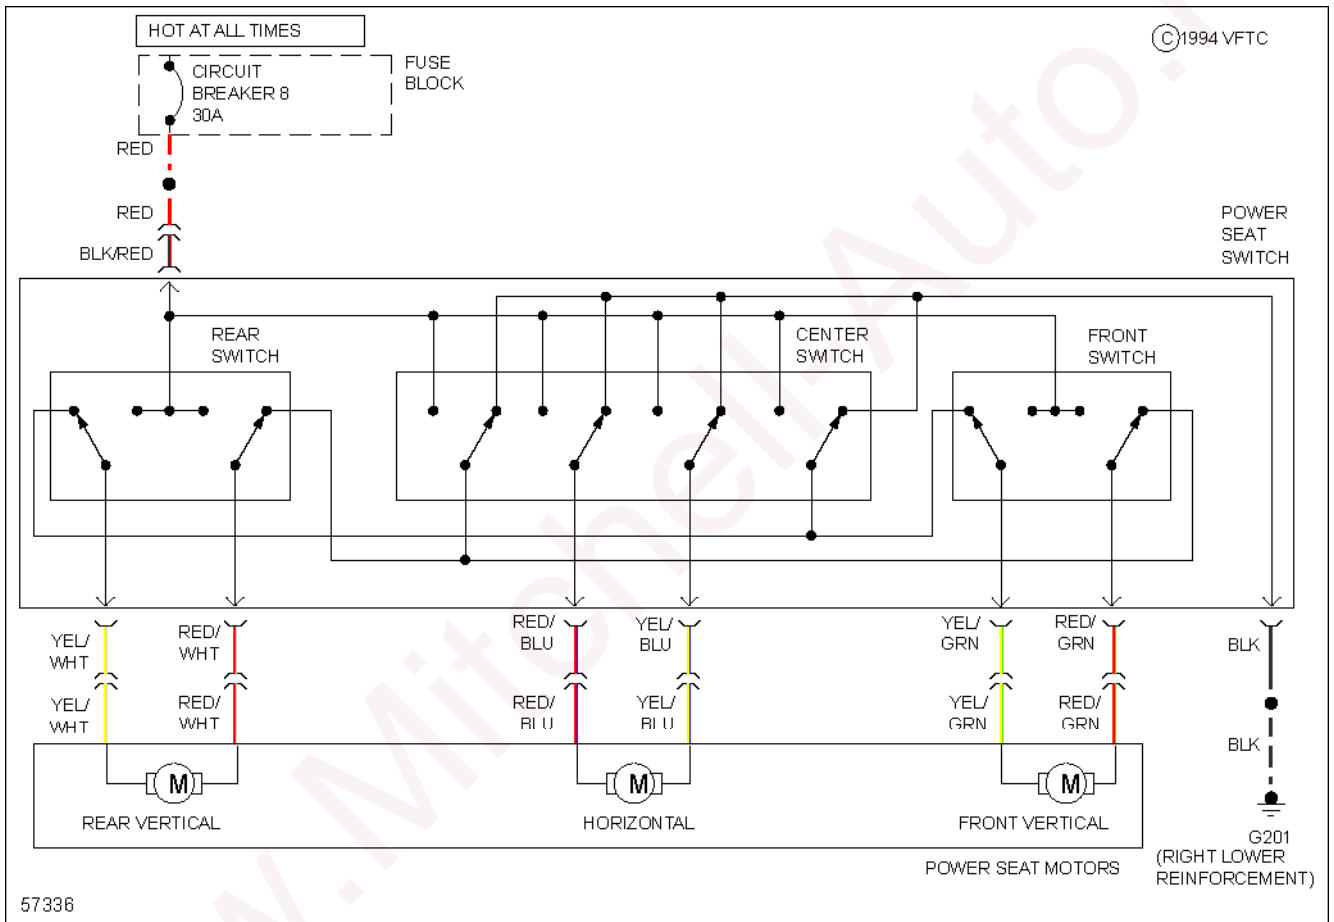 HOT AT ALL TIMES
© 1994 VFTC
CIRCUIT
BREAKER 8
30A
FUSE
BLOCK
RED
RED
BLK/RED
POWER
SEAT
SWITCH
REAR
SWITCH
CENTER
SWITCH
FRONT
SWITCH
YEL/
WHT
RED/
WHT
RED/
BLU
YEL/
BLU
YEL/
GRN
RED/
GRN
BLK
YEL/
WHT
RED/
WHT
RED/
BLU
YEL/
BLU
YEL/
GRN
RED/
GRN
BLK
M
M
M
REAR VERTICAL
HORIZONTAL
FRONT VERTICAL
G201
(RIGHT LOWER
REINFORCEMENT)
POWER SEAT MOTORS
57336
w.Mitchell-Auto.